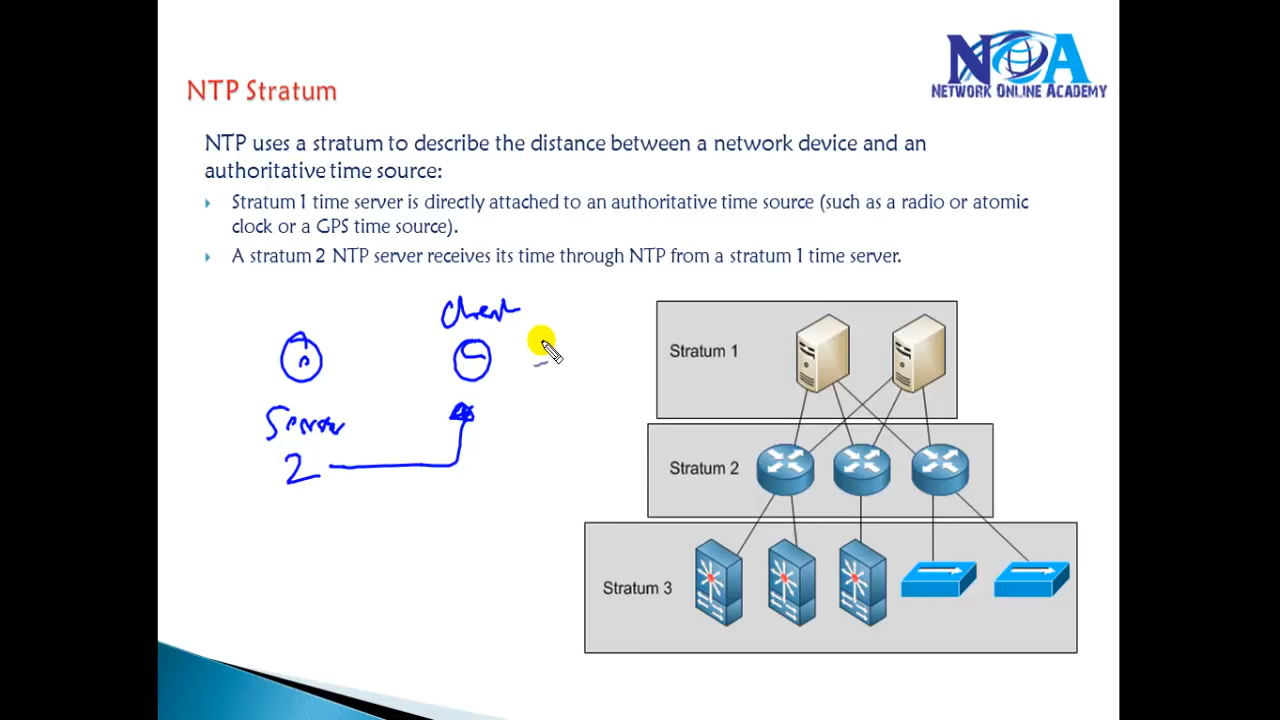 NOA
NETWORK ONLINE ACADEMY
NTP Stratum
NTP uses a stratum to describe the distance between a network device and an
authoritative time source:
Stratum 1 time server is directly attached to an authoritative time source (such as a radio or atomic
clock or a GPS time source).
A stratum 2 NTP server receives its time through NTP from a stratum 1 time server.
Client
Server
2
Stratum 1
Stratum 2
Stratum 3